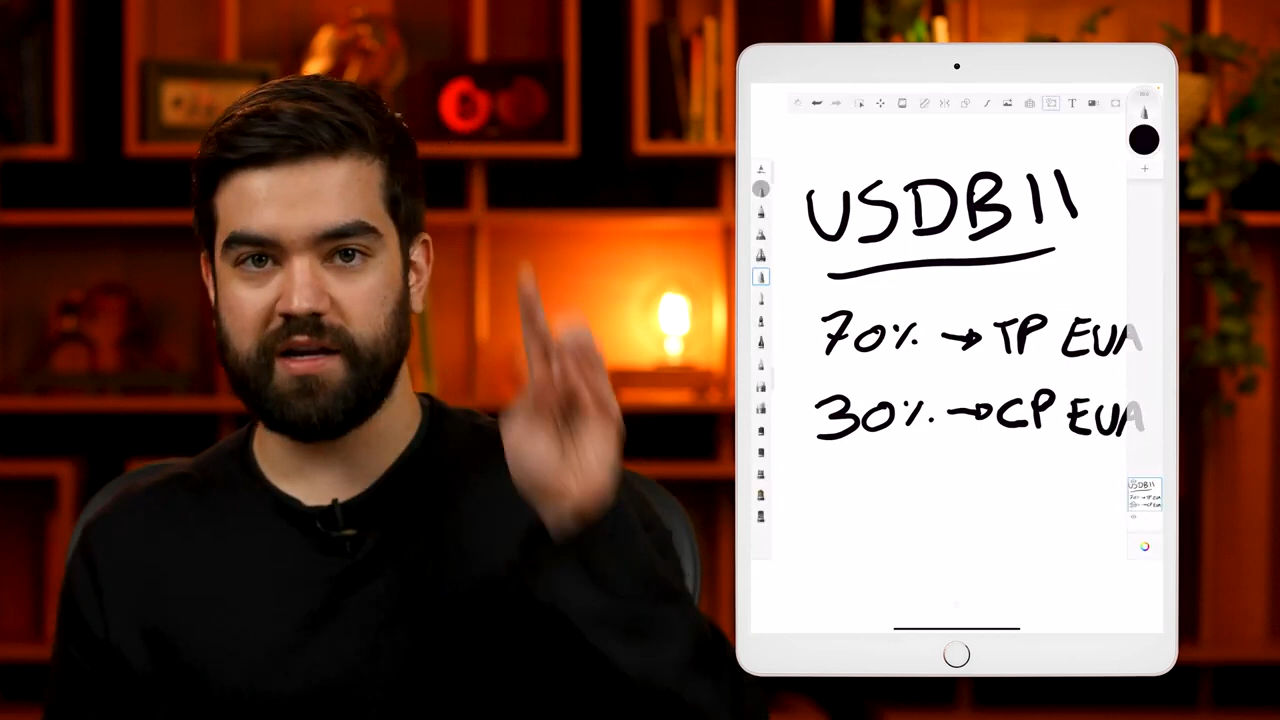 USDB11
70% → TP EUA
30% → CP EUA